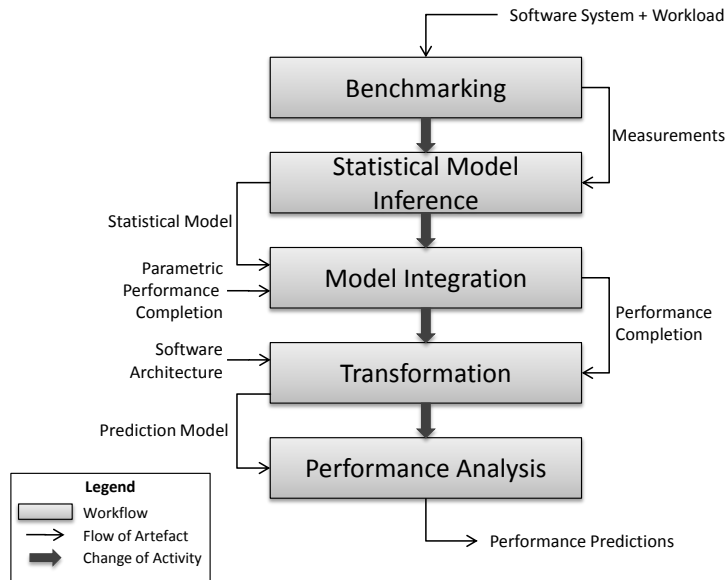 Software System + Workload
Benchmarking
Measurements
Statistical Model
Inference
Statistical Model
Parametric
Performance
Completion
Model Integration
Performance
Completion
Software
Architecture
Transformation
Prediction Model
Performance Analysis
Legend
Workflow
Flow of Artefact
Change of Activity
Performance Predictions